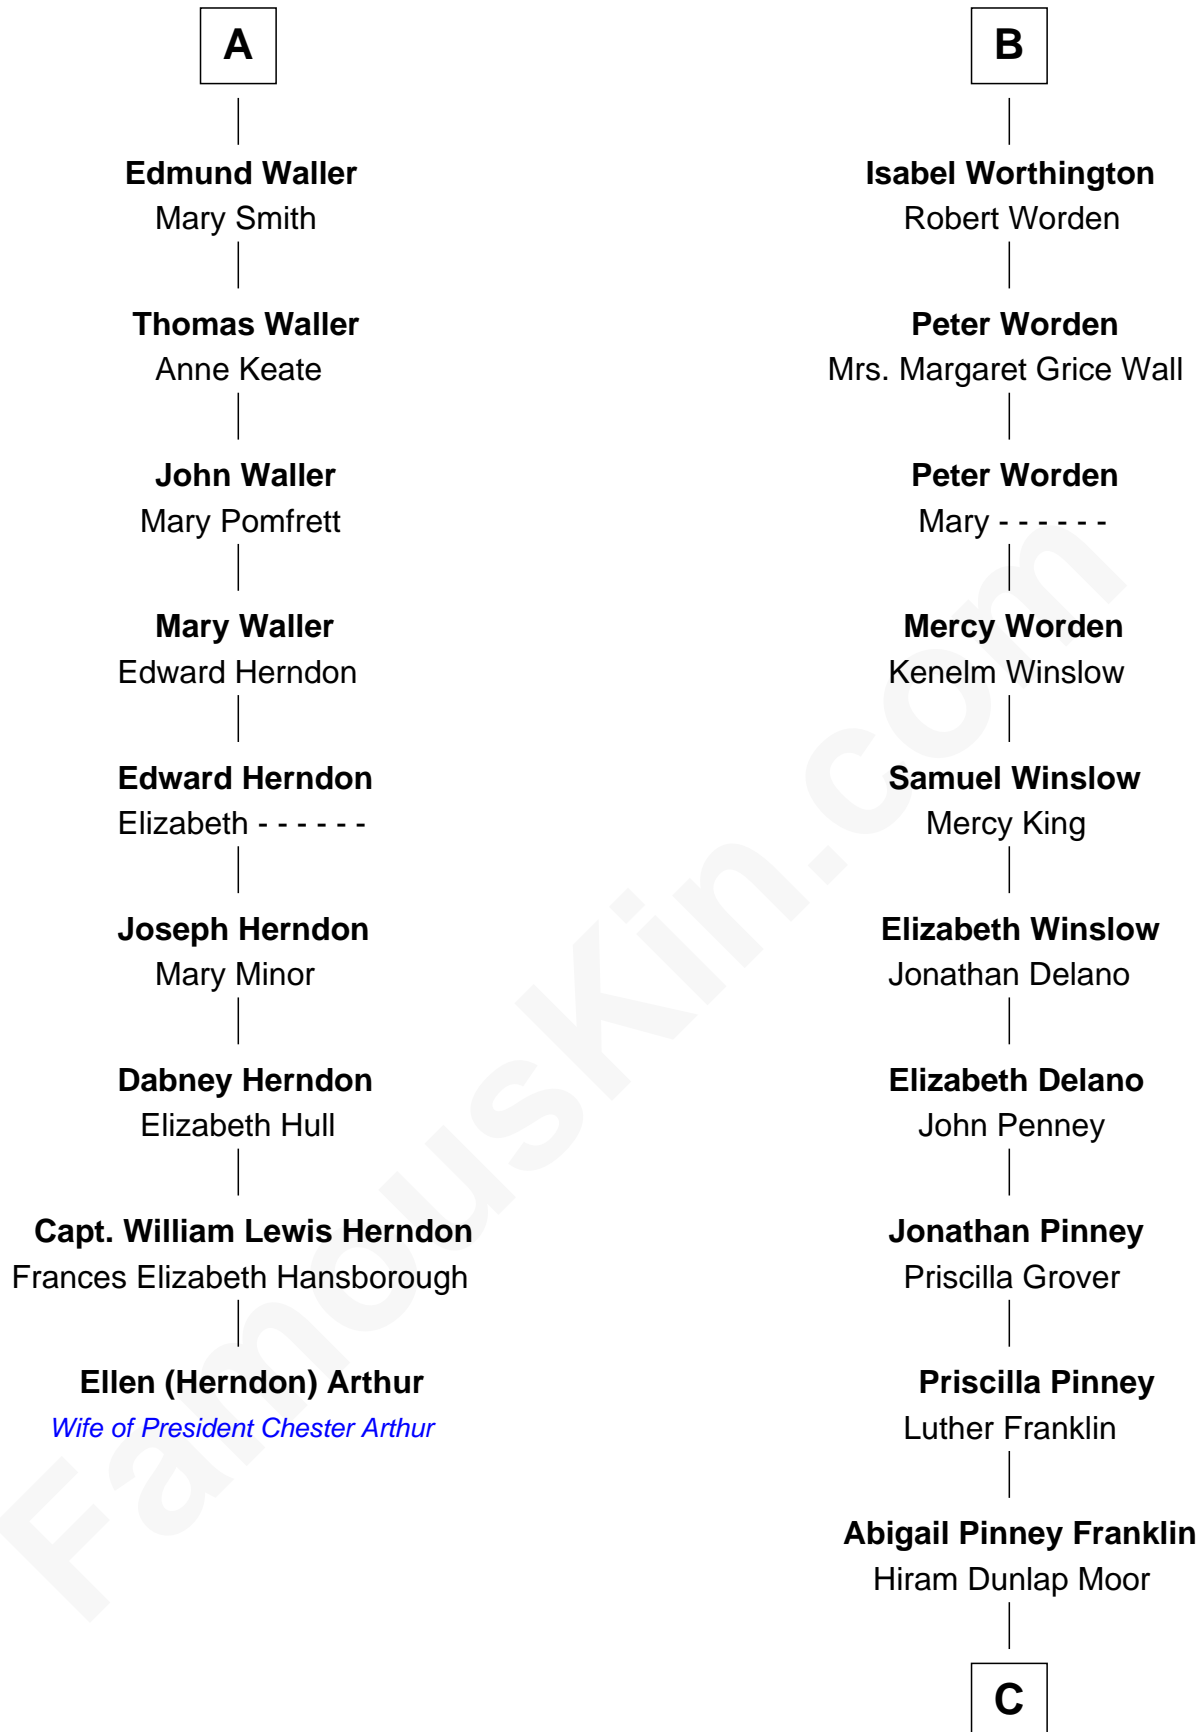 A
Edmund Waller
Mary Smith
Thomas Waller
Anne Keate
John Waller
Mary Pomfrett
Mary Waller
Edward Herndon
Edward Herndon
Elizabeth - - - - - -
Joseph Herndon
Mary Minor
Dabney Herndon
Elizabeth Hull
Capt. William Lewis Herndon
Frances Elizabeth Hansborough
Ellen (Herndon) Arthur
Wife of President Chester Arthur
B
Isabel Worthington
Robert Worden
Peter Worden
Mrs. Margaret Grice Wall
Peter Worden
Mary - - - - - -
Mercy Worden
Kenelm Winslow
Samuel Winslow
Mercy King
Elizabeth Winslow
Jonathan Delano
Elizabeth Delano
John Penney
Jonathan Pinney
Priscilla Grover
Priscilla Pinney
Luther Franklin
Abigail Pinney Franklin
Hiram Dunlap Moor
C
FamousKin.com